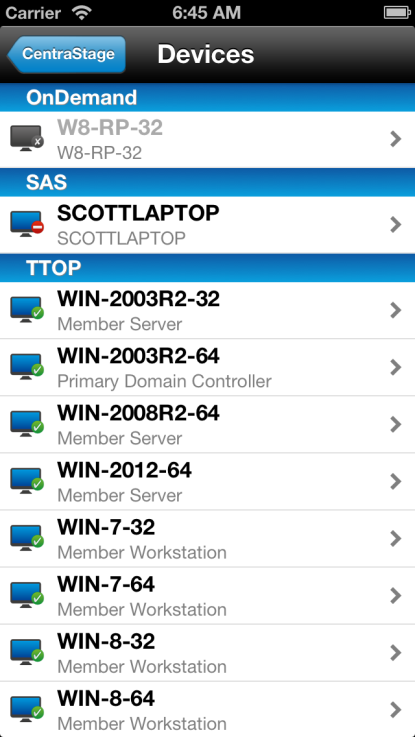 Carrier 6:45 AM
CentraStage Devices
OnDemand
W8-RP-32
W8-RP-32
SAS
SCOTTLAPTOP
SCOTTLAPTOP
TTOP
WIN-2003R2-32
Member Server
WIN-2003R2-64
Primary Domain Controller
WIN-2008R2-64
Member Server
WIN-2012-64
Member Server
WIN-7-32
Member Workstation
WIN-7-64
Member Workstation
WIN-8-32
Member Workstation
WIN-8-64
Member Workstation